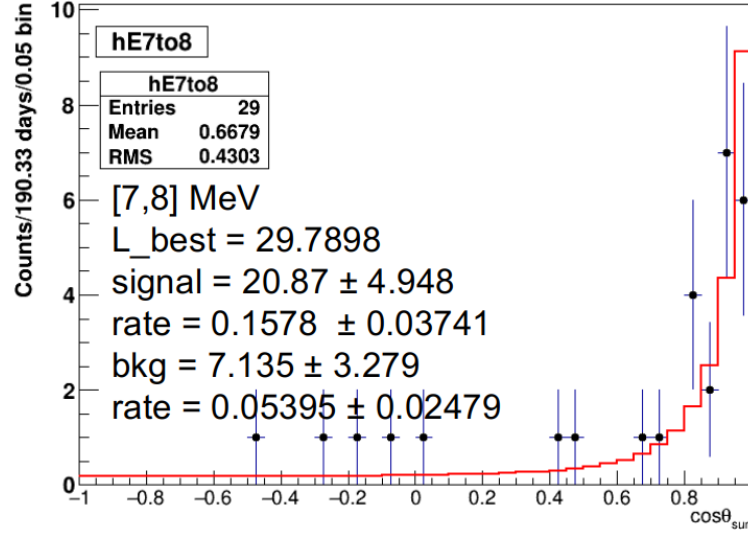 hE7to8
hE7to8
Entries 29
Mean 0.6679
RMS 0.4303
[7,8] MeV
L_best = 29.7898
signal = 20.87 ± 4.948
rate = 0.1578 ± 0.03741
bkg = 7.135 ± 3.279
rate = 0.05395 ± 0.02479
Counts/190.33 days/0.05 bin
10
8
6
4
2
0
−1 −0.8 −0.6 −0.4 −0.2 0 0.2 0.4 0.6 0.8
cosθ_sun